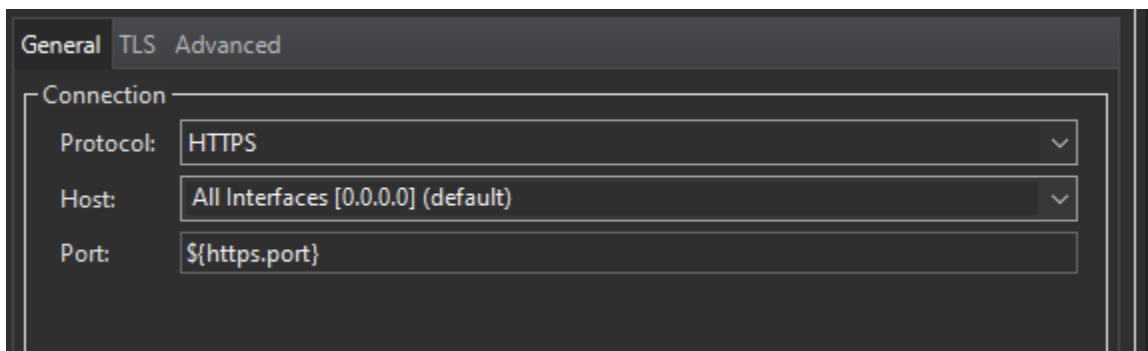 General TLS Advanced
Connection
Protocol: HTTPS
Host: All Interfaces [0.0.0.0] (default)
Port: ${https.port}